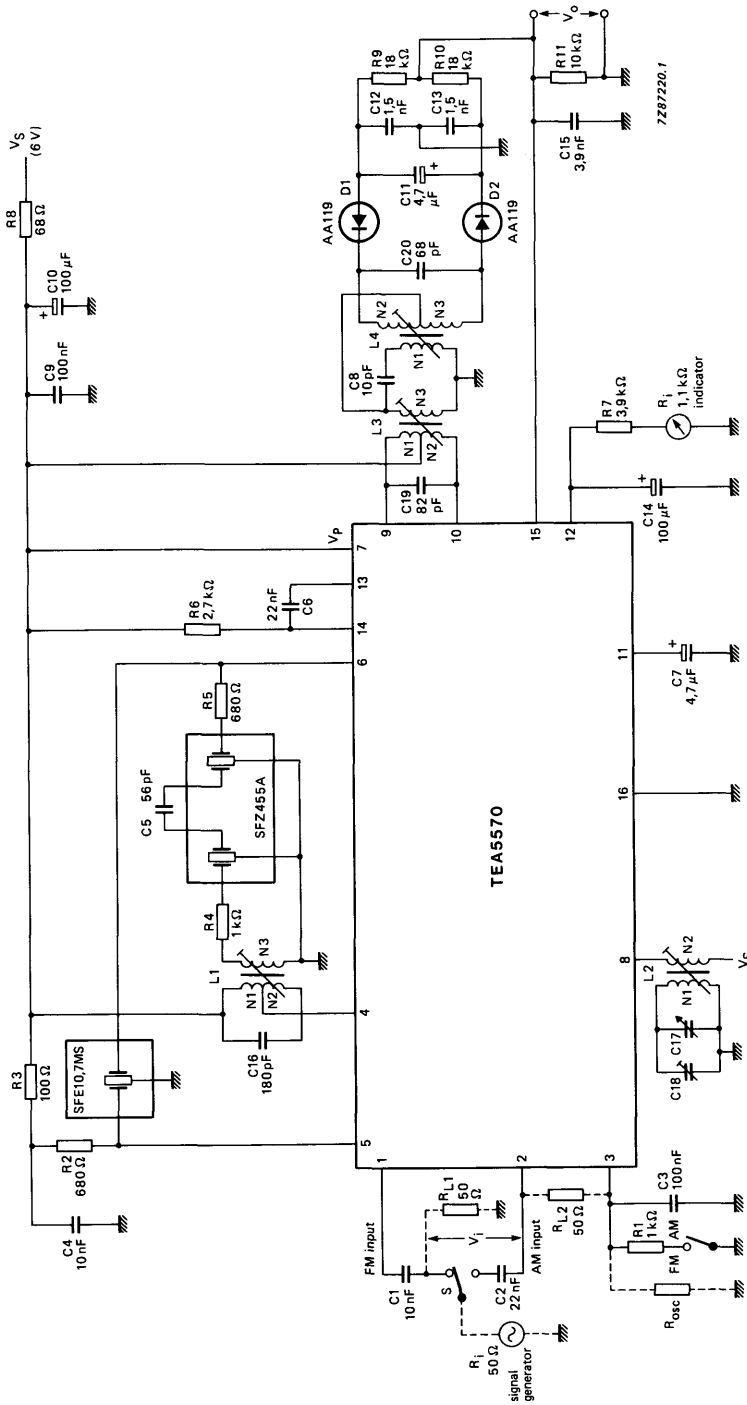 VS
(6 V)
R8
68 Ω
C10
100 µF
+
C9
100 nF
R3
100 Ω
R2
680 Ω
C4
10 nF
SFE10,7MS
C16
180 pF
L1
N1
N2
N3
R4
1 kΩ
C5
56 pF
SFZ455A
R5
680 Ω
R6
2,7 kΩ
22 nF
C6
L3
N1
N2
N3
C19
82
pF
C8
10 pF
L4
N1
N2
N3
C20
68
pF
AA119
D1
AA119
D2
C11
4,7
µF
+
C12
1,5
nF
C13
1,5
nF
R9
18
kΩ
R10
18
kΩ
Vo
R11
10 kΩ
C15
3,9 nF
7Z87220.1
5
4
6
14
13
7
VP
9
10
15
12
TEA5570
1
2
3
8
16
11
FM input
C1
10 nF
RL1
50
Ω
Vi
S
C2
22 nF
AM input
RL2
50 Ω
Ri
50 Ω
signal
generator
Rosc
R1
1 kΩ
FM
AM
C3
100 nF
C18
C17
N1
N2
L2
C7
4,7 µF
+
C14
100 µF
+
R7
3,9 kΩ
Ri
1,1 kΩ
indicator